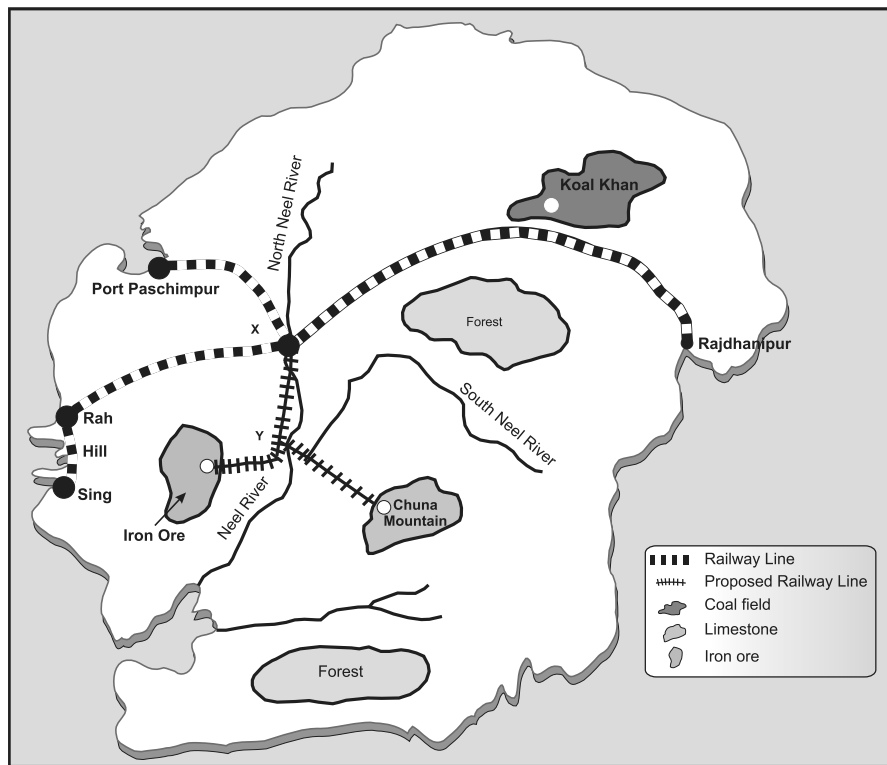 Koal Khan
North Neel River
Port Paschimpur
X
Forest
Rajdhanipur
Rah
South Neel River
Y
Hill
Sing
Neel River
Chuna
Mountain
Iron Ore
Railway Line
Proposed Railway Line
Coal field
Limestone
Iron ore
Forest